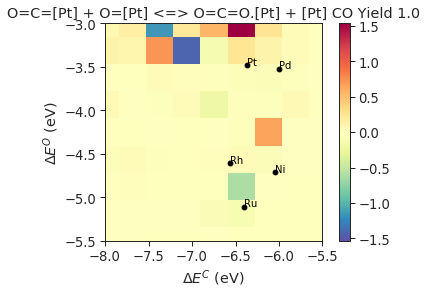 O=C=[Pt] + O=[Pt] <=> O=C=O.[Pt] + [Pt] CO Yield 1.0
−3.0
−3.5
−4.0
−4.5
−5.0
−5.5
ΔE^O (eV)
Pt
Pd
Rh
Ni
Ru
−8.0 −7.5 −7.0 −6.5 −6.0 −5.5
ΔE^C (eV)
1.5
1.0
0.5
0.0
−0.5
−1.0
−1.5